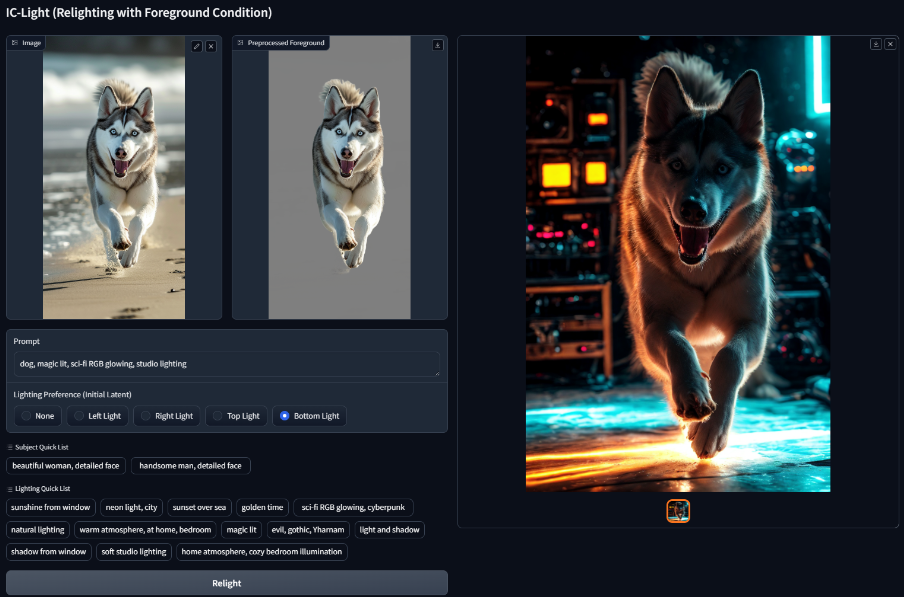 IC-Light (Relighting with Foreground Condition)
Image
Preprocessed Foreground
Prompt
dog, magic lit, sci-fi RGB glowing, studio lighting
Lighting Preference (Initial Latent)
None Left Light Right Light Top Light Bottom Light
Subject Quick List
beautiful woman, detailed face handsome man, detailed face
Lighting Quick List
sunshine from window neon light, city sunset over sea golden time sci-fi RGB glowing, cyberpunk
natural lighting warm atmosphere, at home, bedroom magic lit evil, gothic, Yharnam light and shadow
shadow from window soft studio lighting home atmosphere, cozy bedroom illumination
Relight